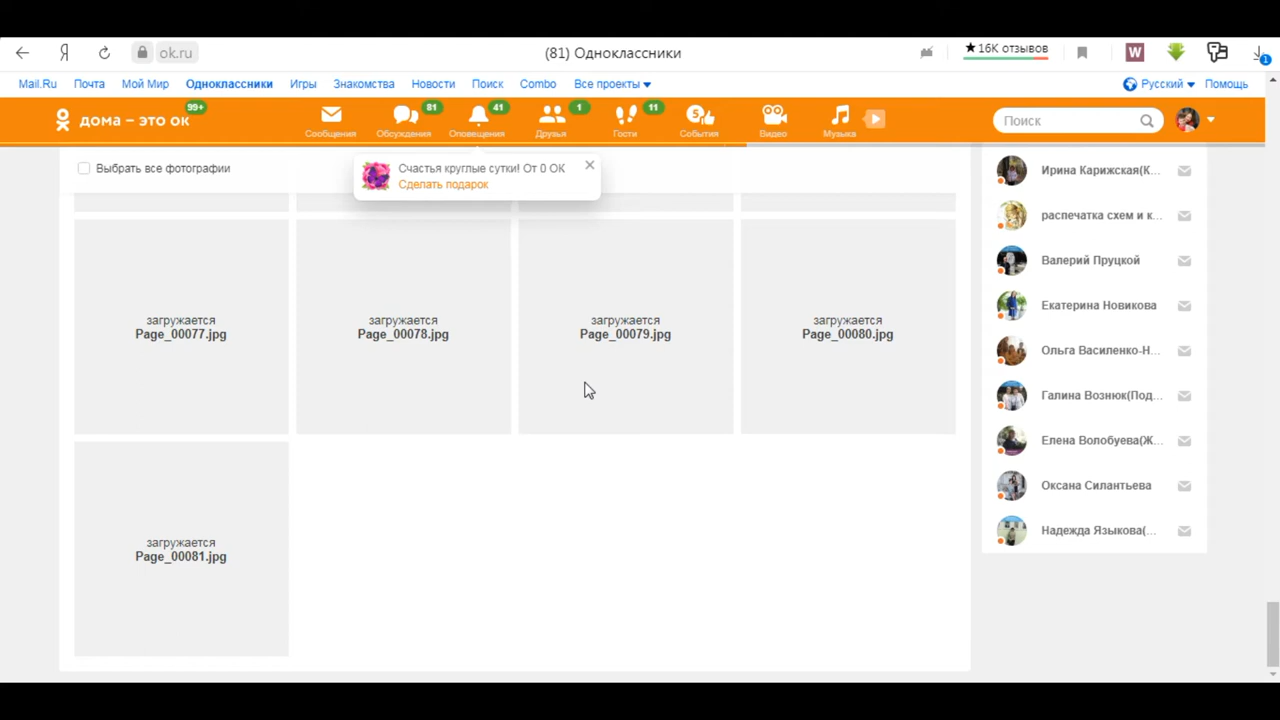 ok.ru
(81) Одноклассники
16K отзывов
W
1
Mail.Ru Почта Мой Мир Одноклассники Игры Знакомства Новости Поиск Combo Все проекты
Русский Помощь
дома – это ок 99+
Сообщения
Обсуждения 81
Оповещения 41
Друзья 1
Гости 11
События 5
Видео
Музыка
Поиск
Выбрать все фотографии
Счастья круглые сутки! От 0 ОК
Сделать подарок
загружается
Page_00077.jpg
загружается
Page_00078.jpg
загружается
Page_00079.jpg
загружается
Page_00080.jpg
загружается
Page_00081.jpg
Ирина Карижская(К...
распечатка схем и к...
Валерий Пруцкой
Екатерина Новикова
Ольга Василенко-Н...
Галина Вознюк(Под...
Елена Волобуева(Ж...
Оксана Силантьева
Надежда Языкова(...